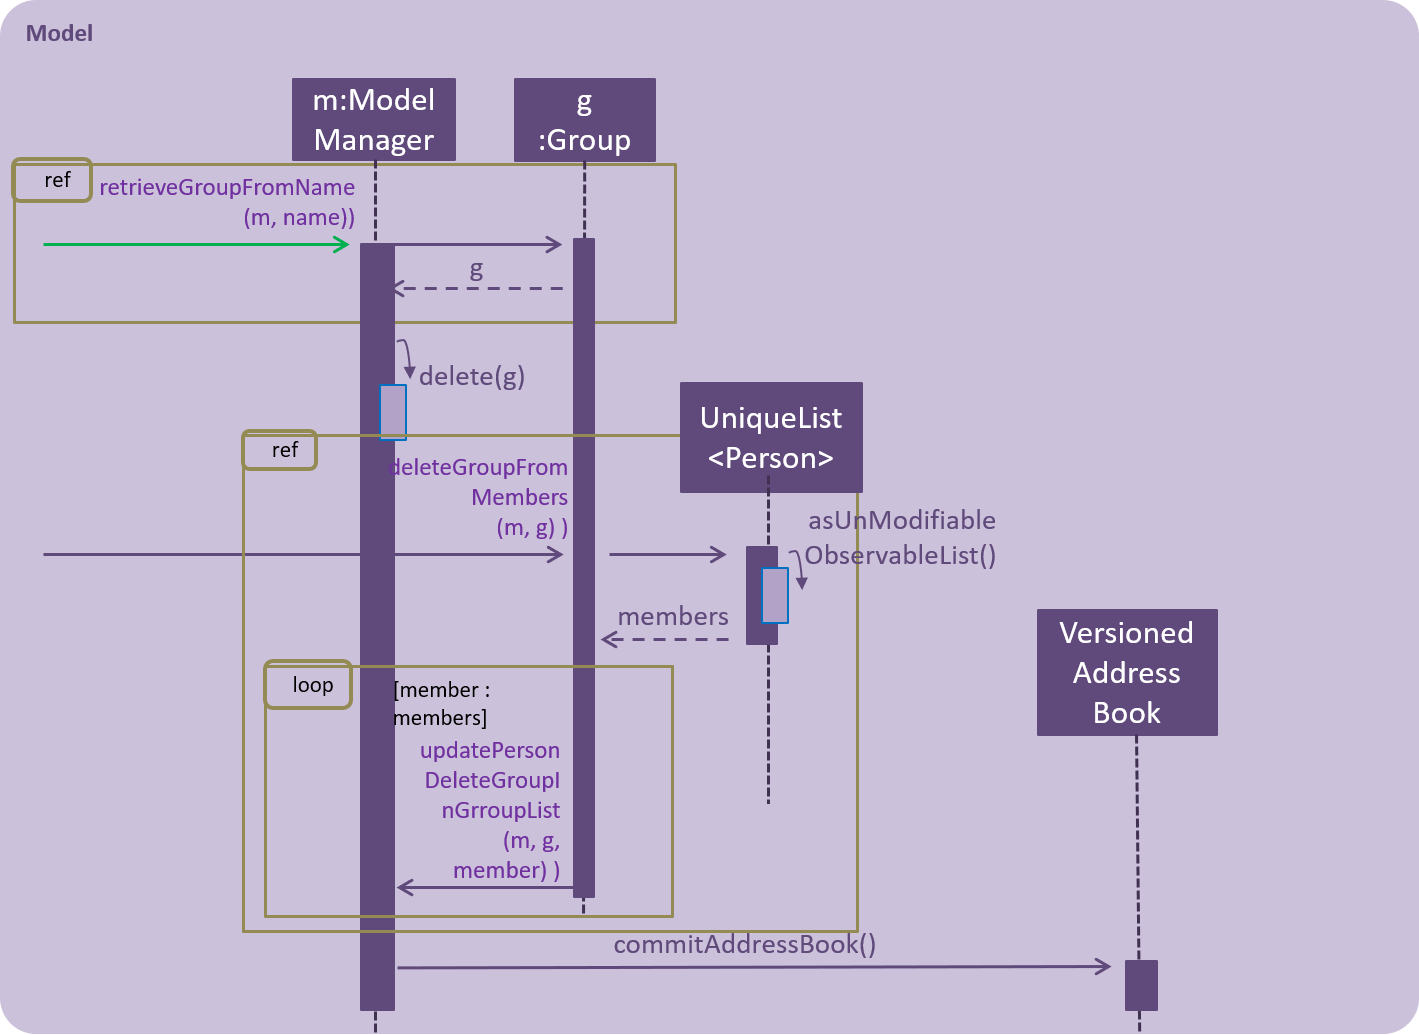 Model
m:Model
Manager
g
:Group
ref
retrieveGroupFromName
(m, name))
g
delete(g)
UniqueList
<Person>
ref
deleteGroupFrom
Members
(m, g) )
asUnModifiable
ObservableList()
members
Versioned
Address
Book
loop
[member :
members]
updatePerson
DeleteGroupI
nGrroupList
(m, g,
member) )
commitAddressBook()